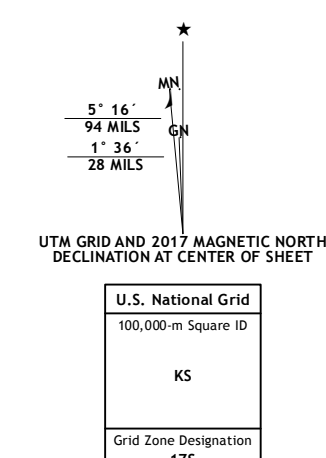 MN
GN
5° 16´
94 MILS
1° 36´
28 MILS
UTM GRID AND 2017 MAGNETIC NORTH
DECLINATION AT CENTER OF SHEET
U.S. National Grid
100,000-m Square ID
KS
Grid Zone Designation
17S